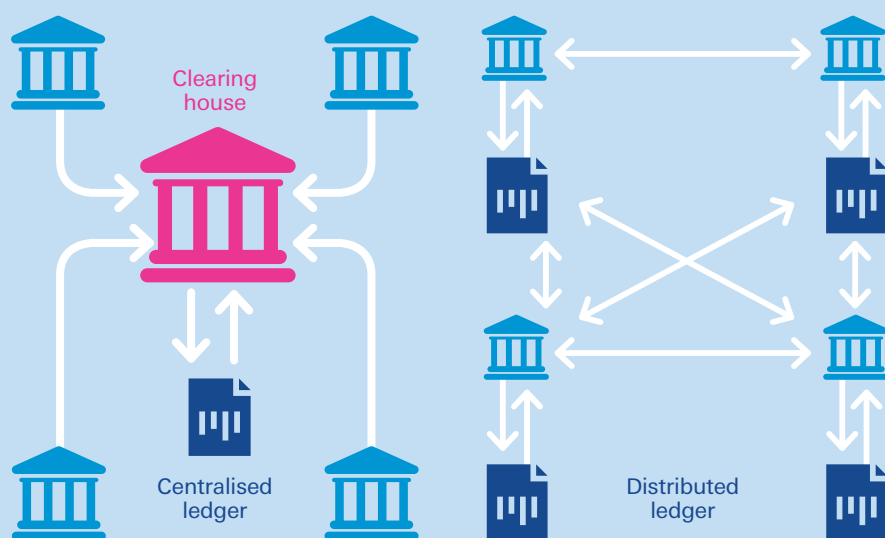 Clearing
house
Centralised
ledger
Distributed
ledger